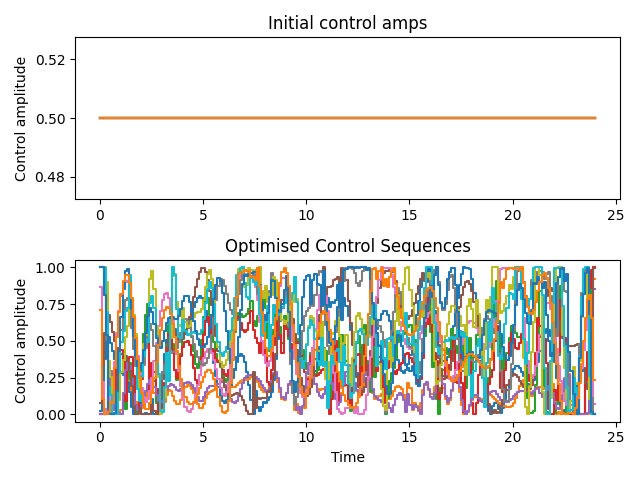 Initial control amps
Control amplitude
0.52
0.50
0.48
0 5 10 15 20 25
Optimised Control Sequences
Control amplitude
1.00
0.75
0.50
0.25
0.00
0 5 10 15 20 25
Time